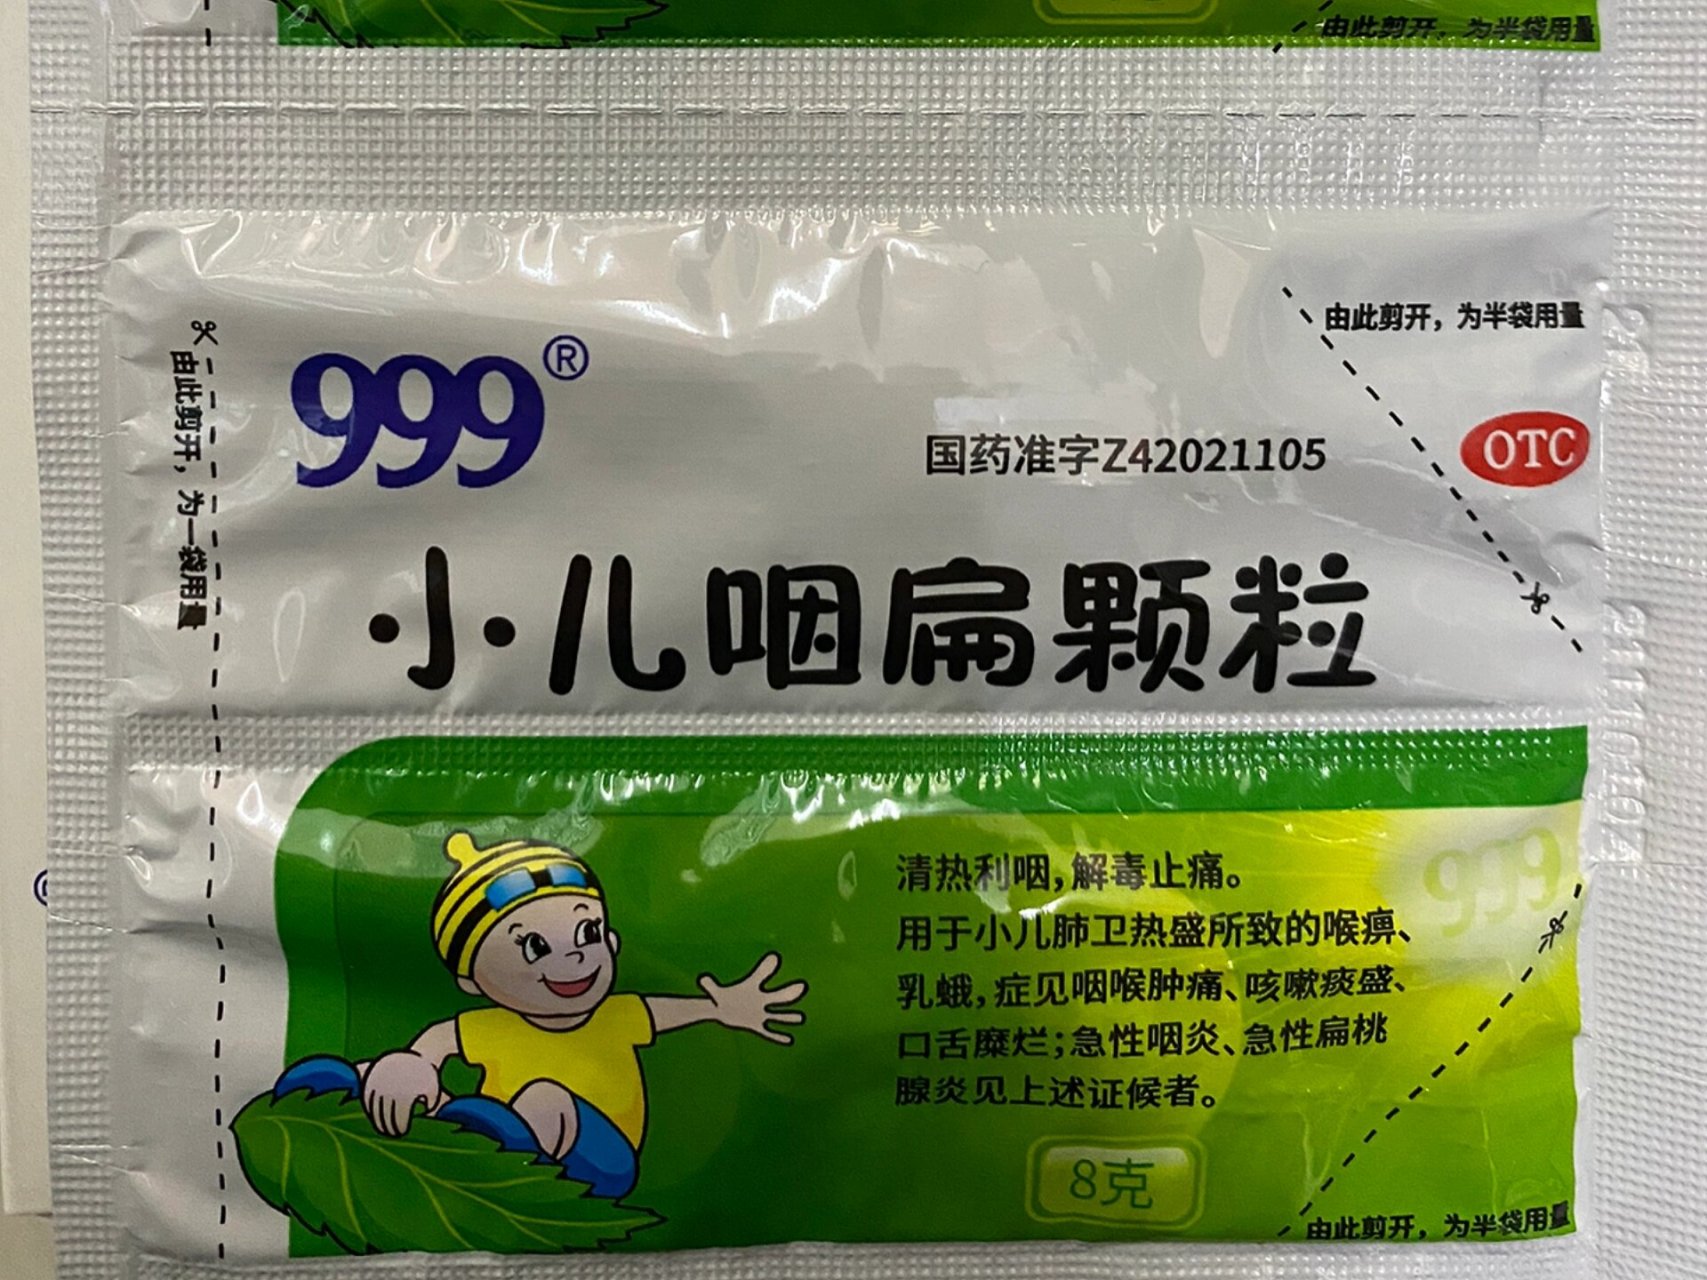 由此剪开，为半袋用量
由此剪开，为半袋用量
由此剪开，为一袋用量
999®
国药准字Z42021105
OTC
小儿咽扁颗粒
清热利咽,解毒止痛。
用于小儿肺卫热盛所致的喉痹、
乳蛾,症见咽喉肿痛、咳嗽痰盛、
口舌糜烂;急性咽炎、急性扁桃
腺炎见上述证候者。
999
8克
由此剪开，为半袋用量